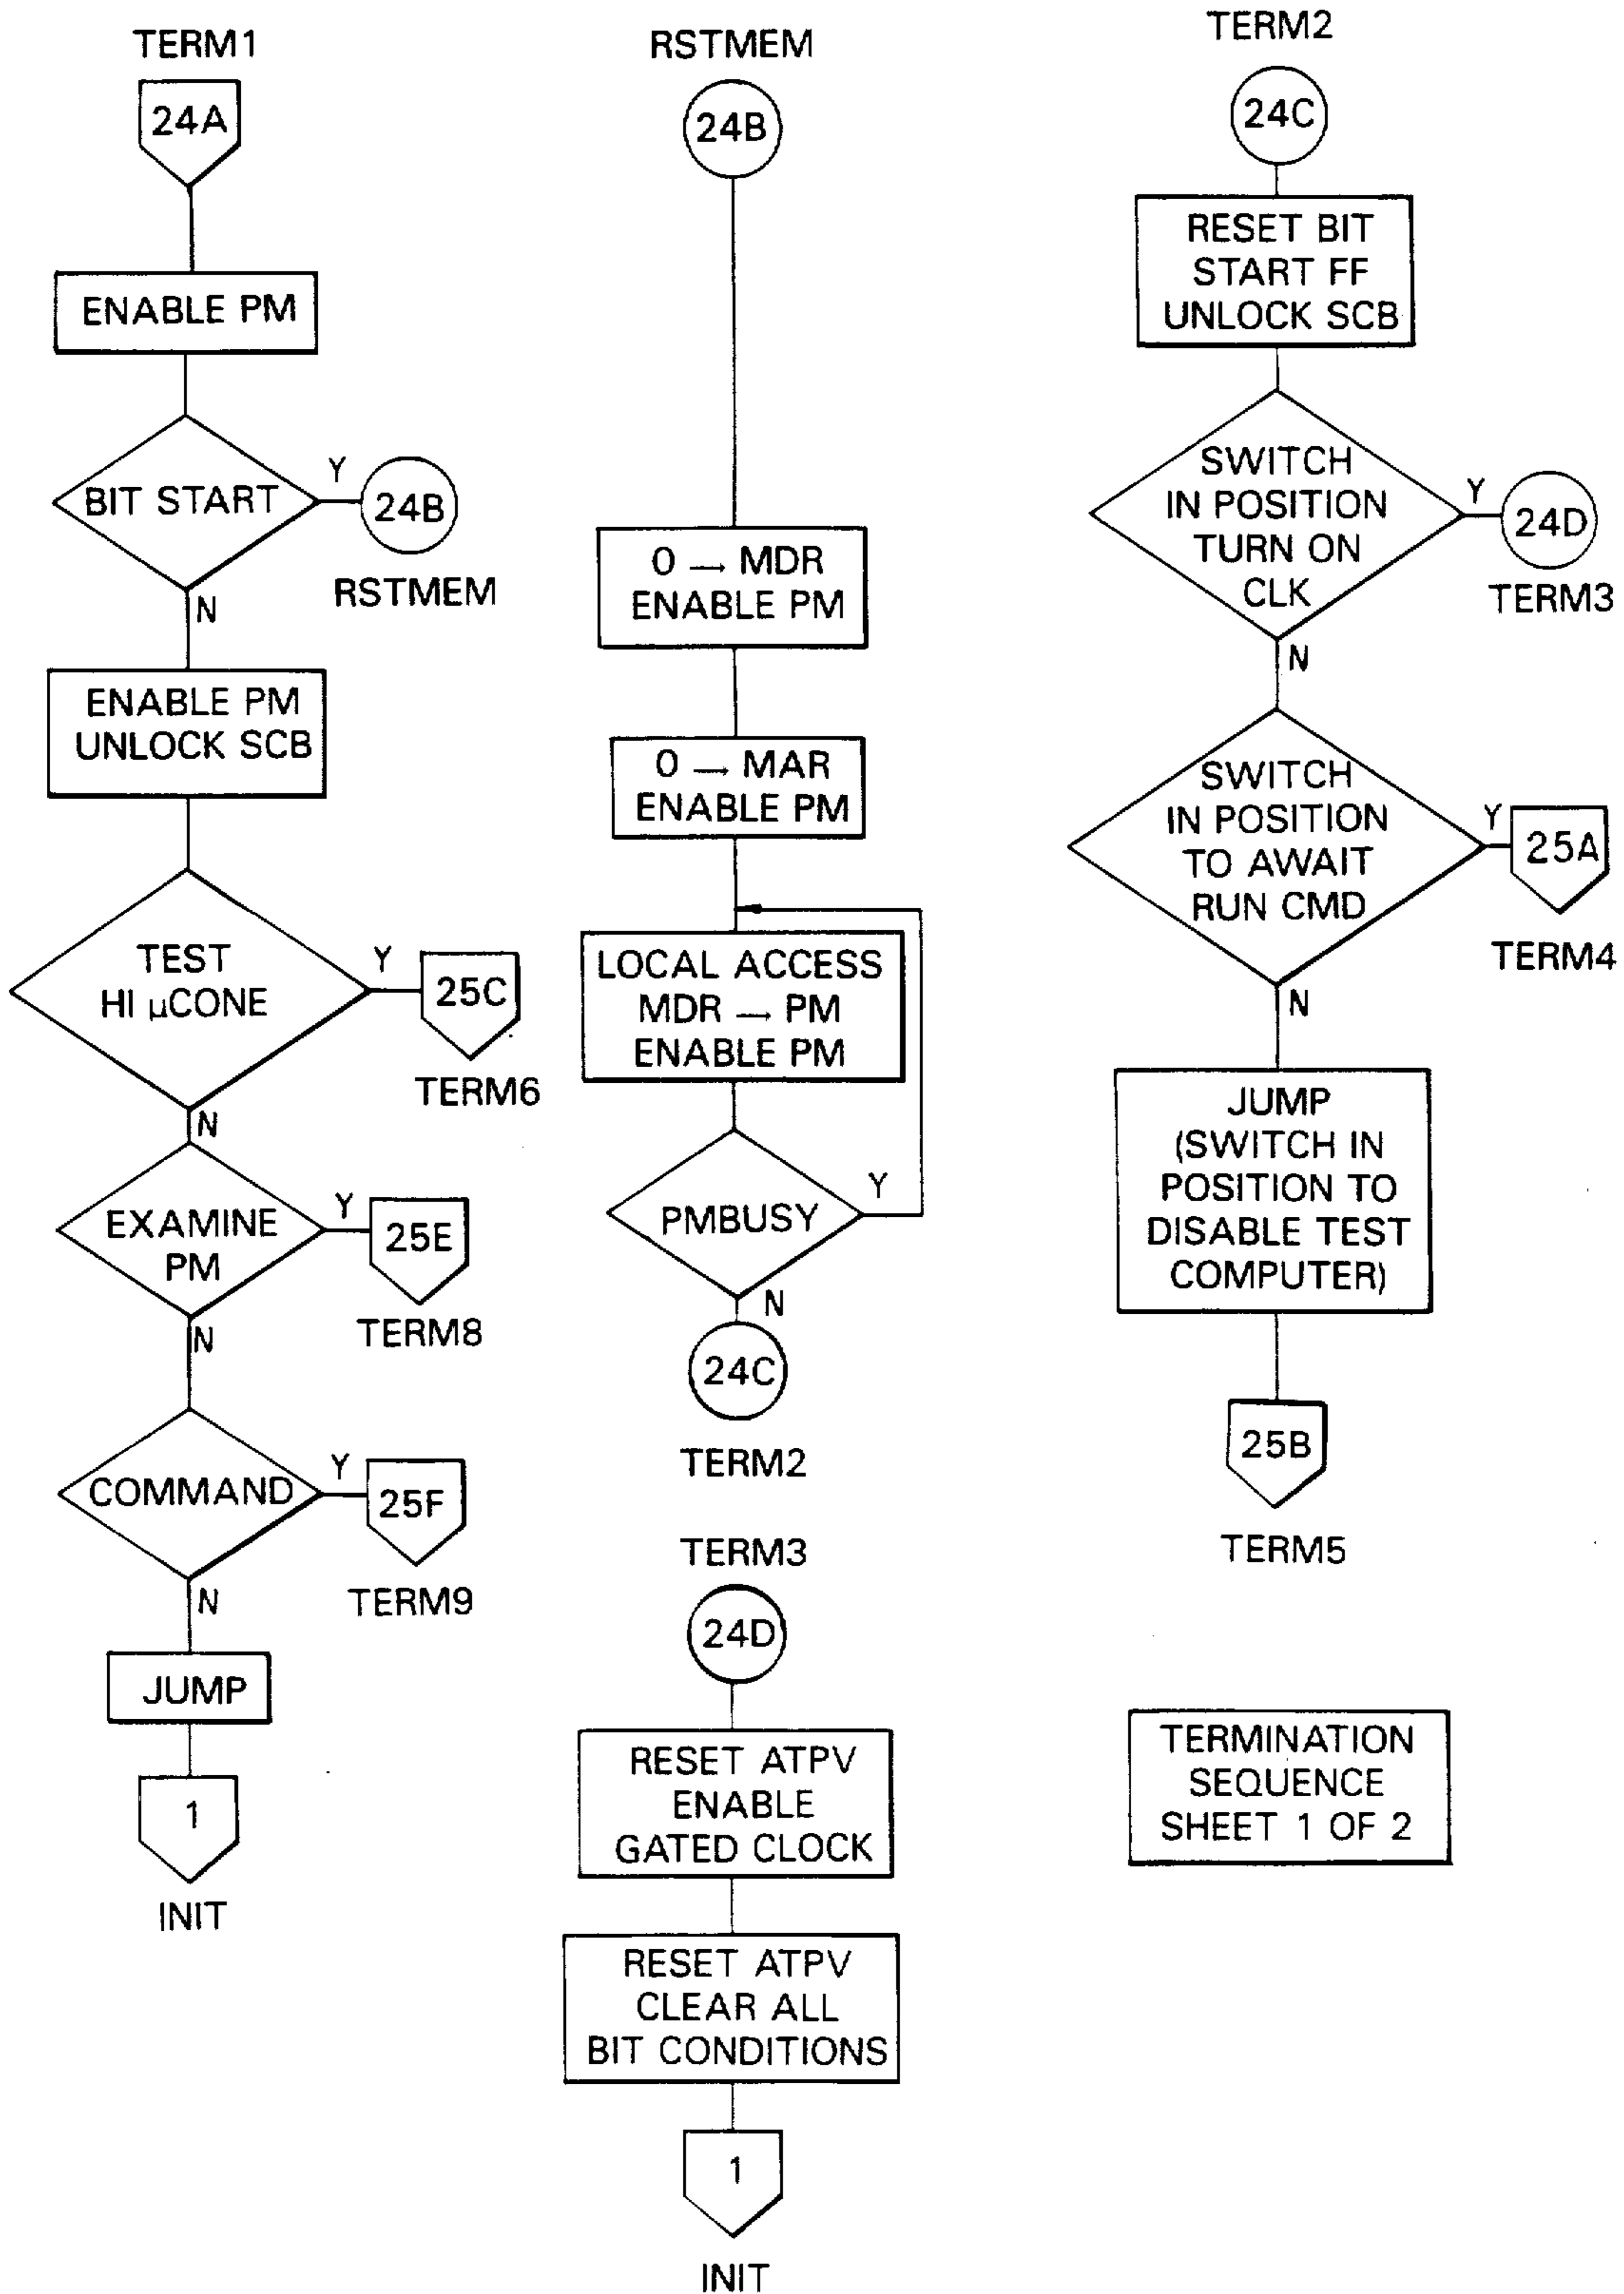 TERM1
24A
ENABLE PM
BIT START
Y
24B
RSTMEM
N
ENABLE PM
UNLOCK SCB
TEST
HI µCONE
Y
25C
TERM6
N
EXAMINE
PM
Y
25E
TERM8
N
COMMAND
Y
25F
TERM9
N
JUMP
1
INIT
RSTMEM
24B
0 → MDR
ENABLE PM
0 → MAR
ENABLE PM
LOCAL ACCESS
MDR → PM
ENABLE PM
PMBUSY
Y
N
24C
TERM2
TERM3
24D
RESET ATPV
ENABLE
GATED CLOCK
RESET ATPV
CLEAR ALL
BIT CONDITIONS
1
INIT
TERM2
24C
RESET BIT
START FF
UNLOCK SCB
SWITCH
IN POSITION
TURN ON
CLK
Y
24D
TERM3
N
SWITCH
IN POSITION
TO AWAIT
RUN CMD
Y
25A
TERM4
N
JUMP
(SWITCH IN
POSITION TO
DISABLE TEST
COMPUTER)
25B
TERM5
TERMINATION
SEQUENCE
SHEET 1 OF 2